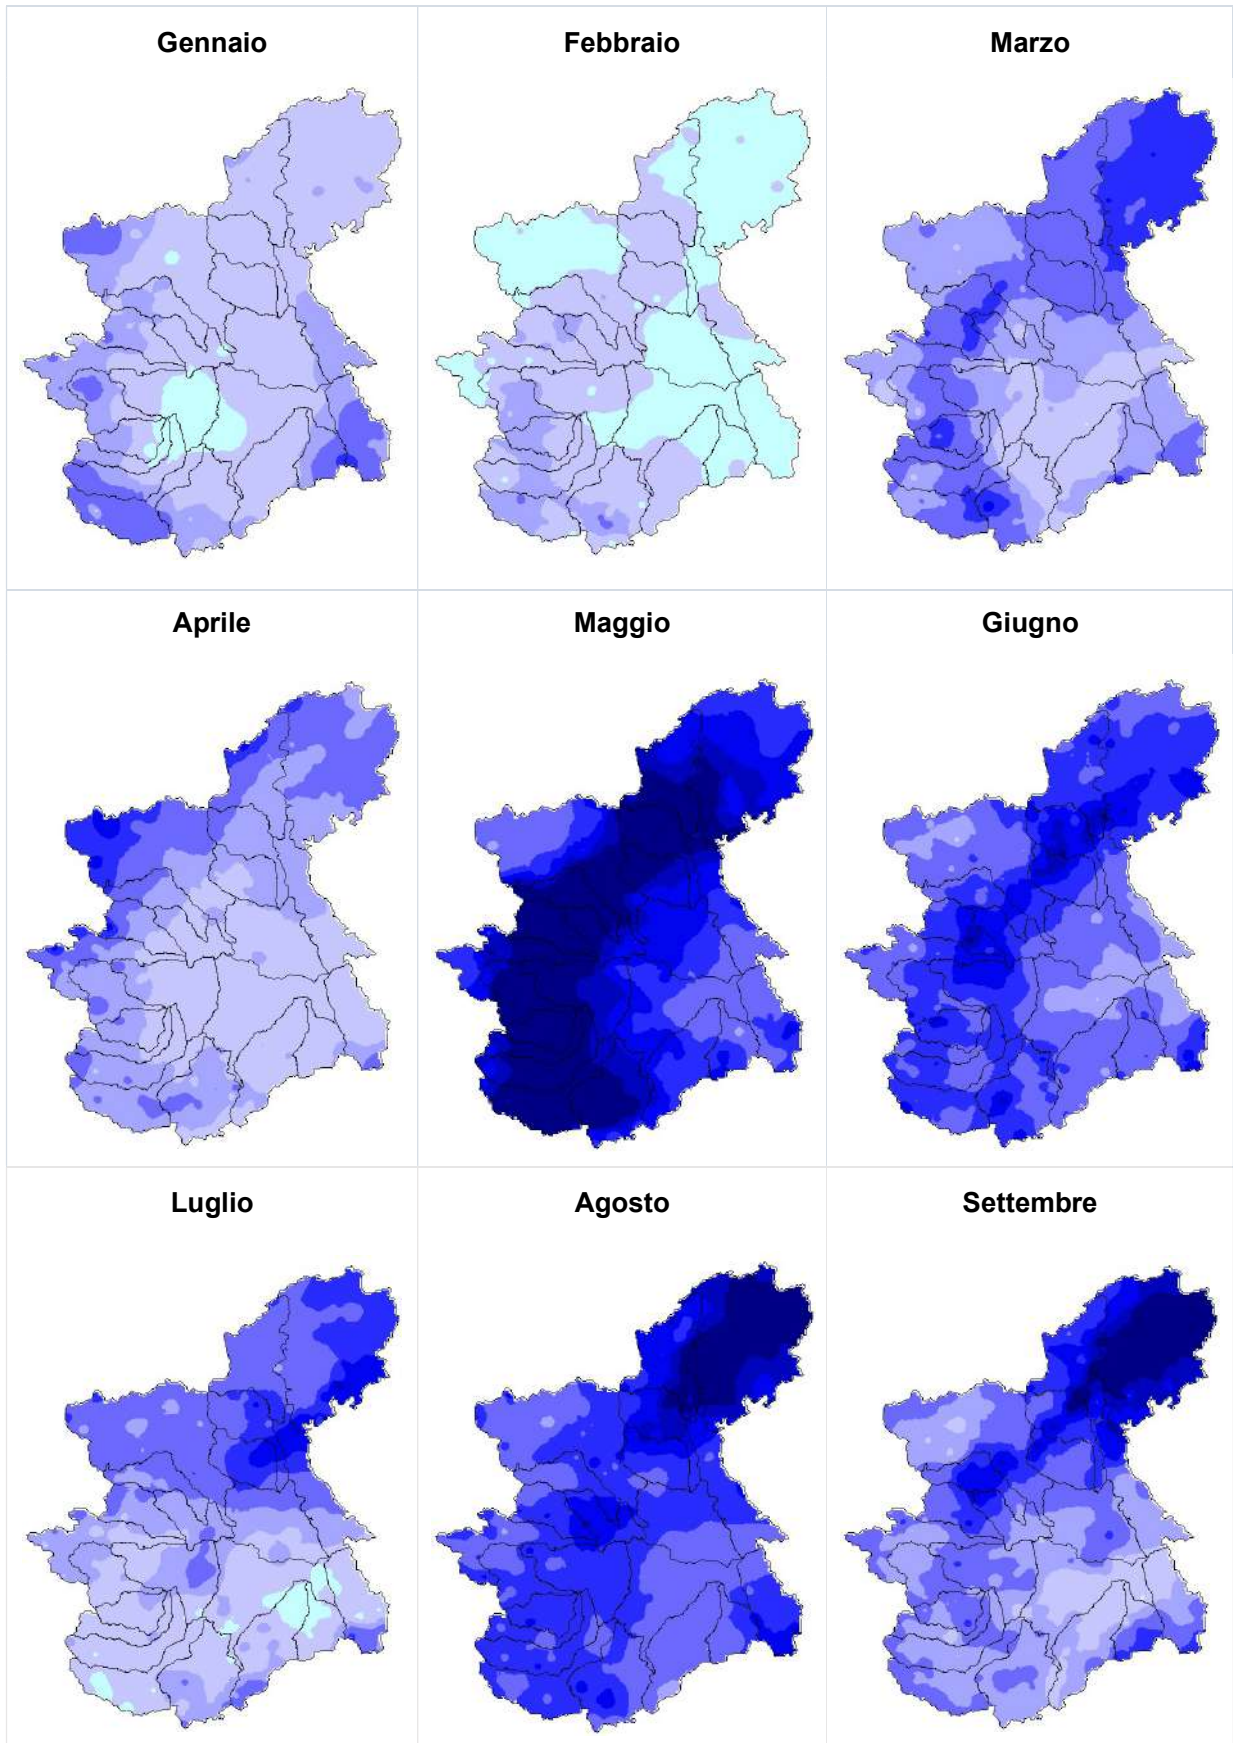 Gennaio
Febbraio
Marzo
Aprile
Maggio
Giugno
Luglio
Agosto
Settembre